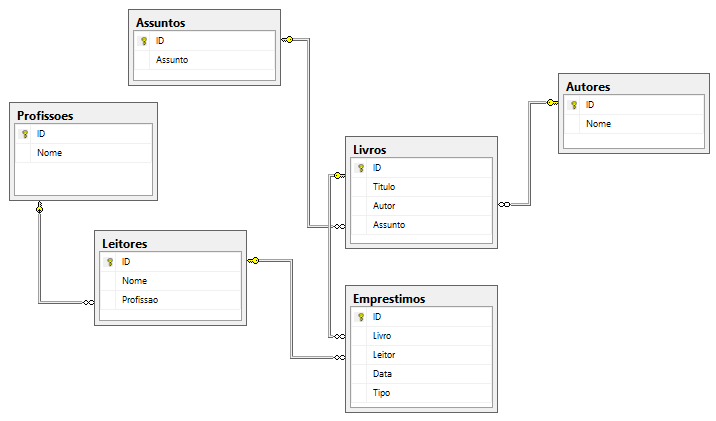 Assuntos
ID
Assunto
Profissoes
ID
Nome
Autores
ID
Nome
Livros
ID
Titulo
Autor
Assunto
Leitores
ID
Nome
Profissao
Emprestimos
ID
Livro
Leitor
Data
Tipo